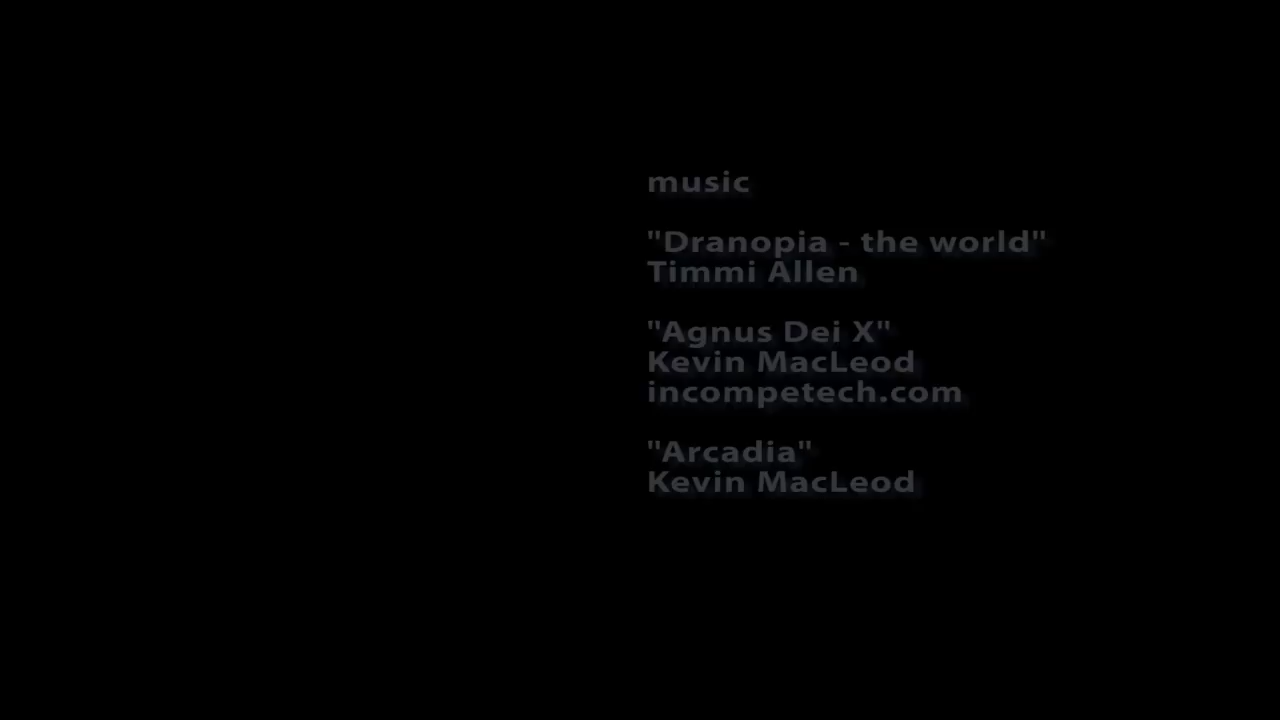 music
"Dranopia - the world"
Timmi Allen
"Agnus Dei X"
Kevin MacLeod
incompetech.com
"Arcadia"
Kevin MacLeod